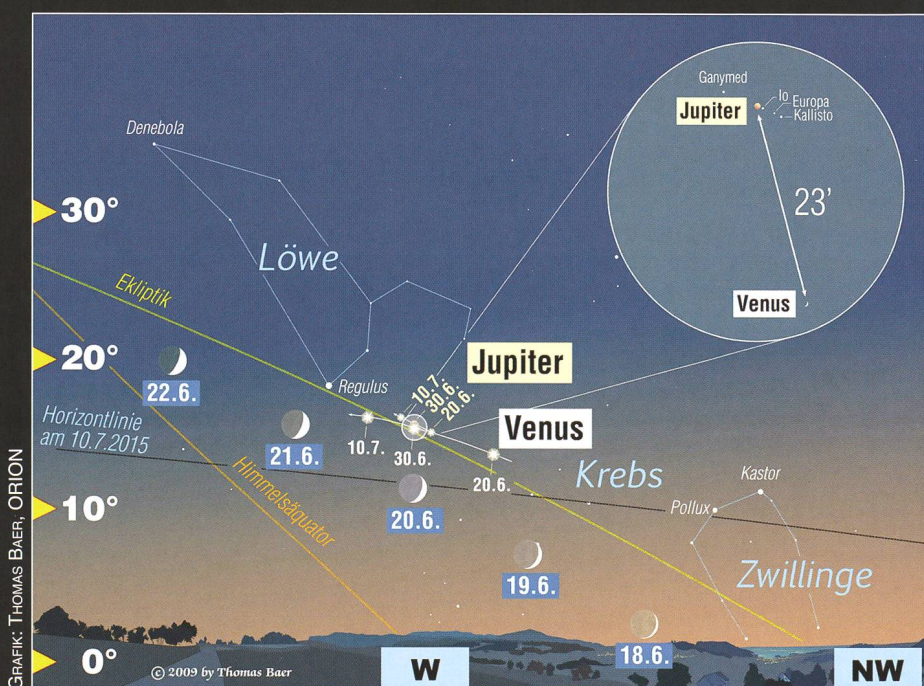 Ganymed
Io
Europa
Kallisto
Jupiter
23'
Venus
Denebola
30°
Löwe
Ekliptik
20°
22.6.
Regulus
Jupiter
10.7.
30.6.
20.6.
Venus
10.7.
30.6.
20.6.
Horizontlinie
am 10.7.2015
21.6.
Himmelsäquator
Krebs
Kastor
Pollux
10°
20.6.
19.6.
Zwillinge
18.6.
0°
© 2009 by Thomas Baer
W
NW
GRAFIK: THOMAS BAER, ORION